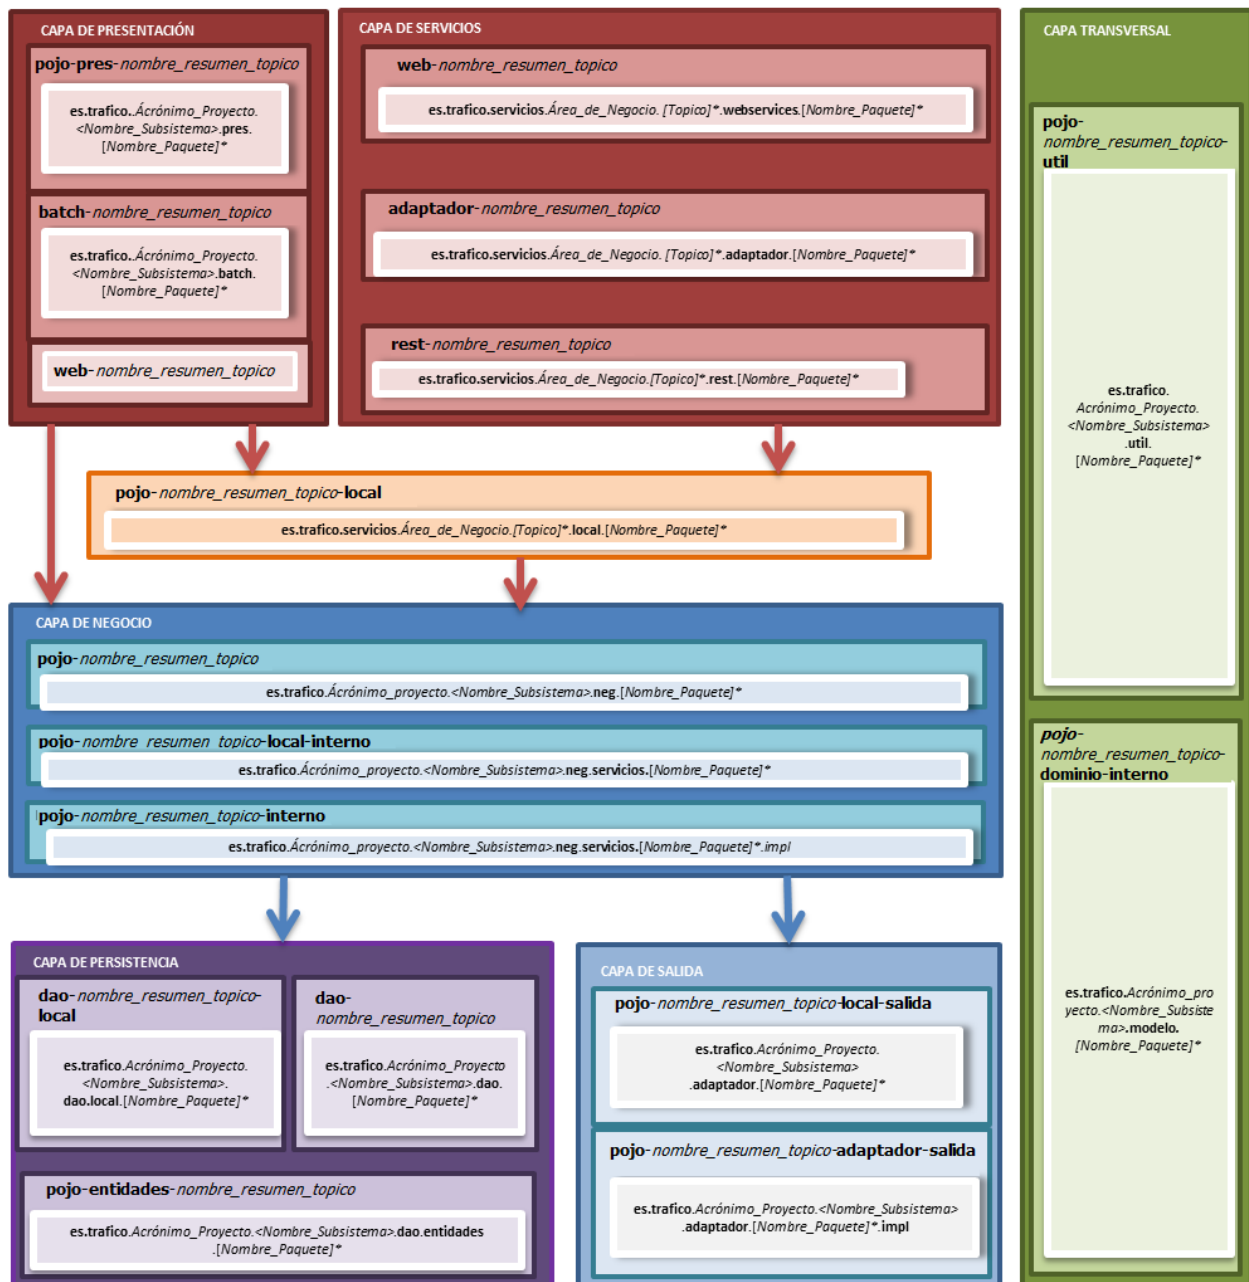 CAPA DE PRESENTACIÓN
pojo-pres-nombre_resumen_topico
es.trafico..Ácrónimo_Proyecto.
<Nombre_Subsistema>.pres.
[Nombre_Paquete]*
batch-nombre_resumen_topico
es.trafico..Ácrónimo_Proyecto.
<Nombre_Subsistema>.batch.
[Nombre_Paquete]*
web-nombre_resumen_topico
CAPA DE SERVICIOS
web-nombre_resumen_topico
es.trafico.servicios.Área_de_Negocio. [Topico]*.webservices.[Nombre_Paquete]*
adaptador-nombre_resumen_topico
es.trafico.servicios.Área_de_Negocio. [Topico]*.adaptador.[Nombre_Paquete]*
rest-nombre_resumen_topico
es.trafico.servicios.Área_de_Negocio.[Topico]*.rest.[Nombre_Paquete]*
pojo-nombre_resumen_topico-local
es.trafico.servicios.Área_de_Negocio.[Topico]*.local.[Nombre_Paquete]*
CAPA DE NEGOCIO
pojo-nombre_resumen_topico
es.trafico.Ácrónimo_proyecto.<Nombre_Subsistema>.neg.[Nombre_Paquete]*
pojo-nombre_resumen_topico-local-interno
es.trafico.Ácrónimo_proyecto.<Nombre_Subsistema>.neg.servicios.[Nombre_Paquete]*
pojo-nombre_resumen_topico-interno
es.trafico.Ácrónimo_proyecto.<Nombre_Subsistema>.neg.servicios.[Nombre_Paquete]*.impl
CAPA DE PERSISTENCIA
dao-nombre_resumen_topico-
local
es.trafico.Acrónimo_Proyecto.
<Nombre_Subsistema>.
dao.local.[Nombre_Paquete]*
dao-
nombre_resumen_topico
es.trafico.Acrónimo_Proyecto
.<Nombre_Subsistema>.dao.
[Nombre_Paquete]*
pojo-entidades-nombre_resumen_topico
es.trafico.Acrónimo_Proyecto.<Nombre_Subsistema>.dao.entidades
.[Nombre_Paquete]*
CAPA DE SALIDA
pojo-nombre_resumen_topico-local-salida
es.trafico.Acrónimo_Proyecto.
<Nombre_Subsistema>
.adaptador.[Nombre_Paquete]*
pojo-nombre_resumen_topico-adaptador-salida
es.trafico.Acrónimo_Proyecto.<Nombre_Subsistema>
.adaptador.[Nombre_Paquete]*.impl
CAPA TRANSVERSAL
pojo-
nombre_resumen_topico-
util
es.trafico.
Acrónimo_Proyecto.
<Nombre_Subsistema>
.util.
[Nombre_Paquete]*
pojo-
nombre_resumen_topico-
dominio-interno
es.trafico.Acrónimo_pro
yecto.<Nombre_Subsiste
ma>.modelo.
[Nombre_Paquete]*